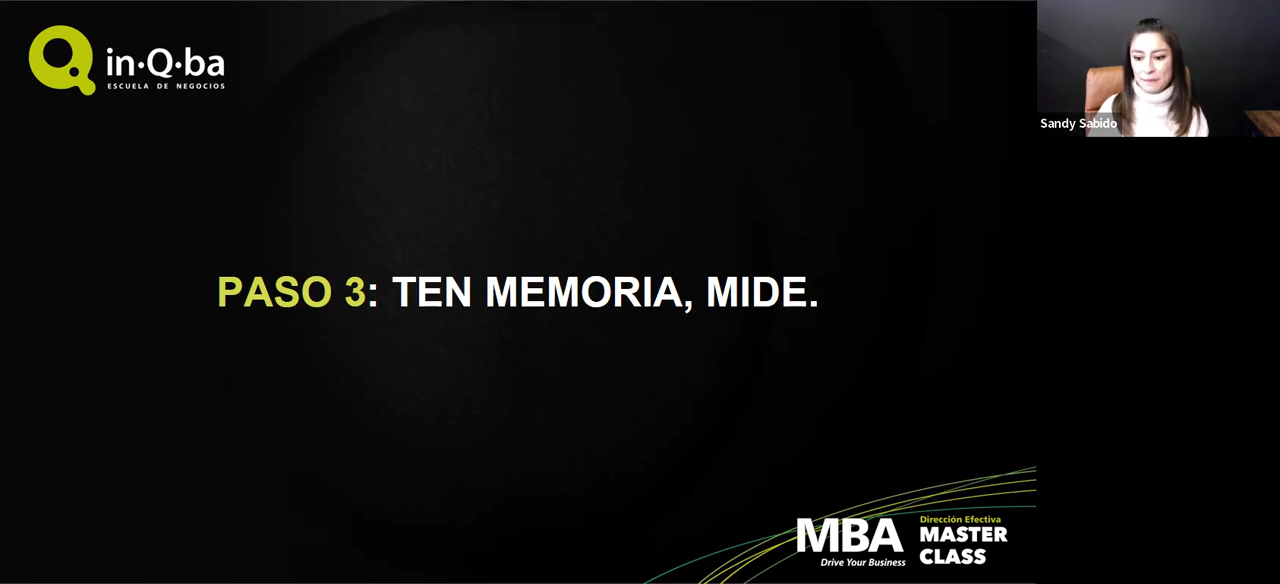 in·Q·ba
ESCUELA DE NEGOCIOS
Sandy Sabido
PASO 3: TEN MEMORIA, MIDE.
MBA
Drive Your Business
Dirección Efectiva
MASTER
CLASS